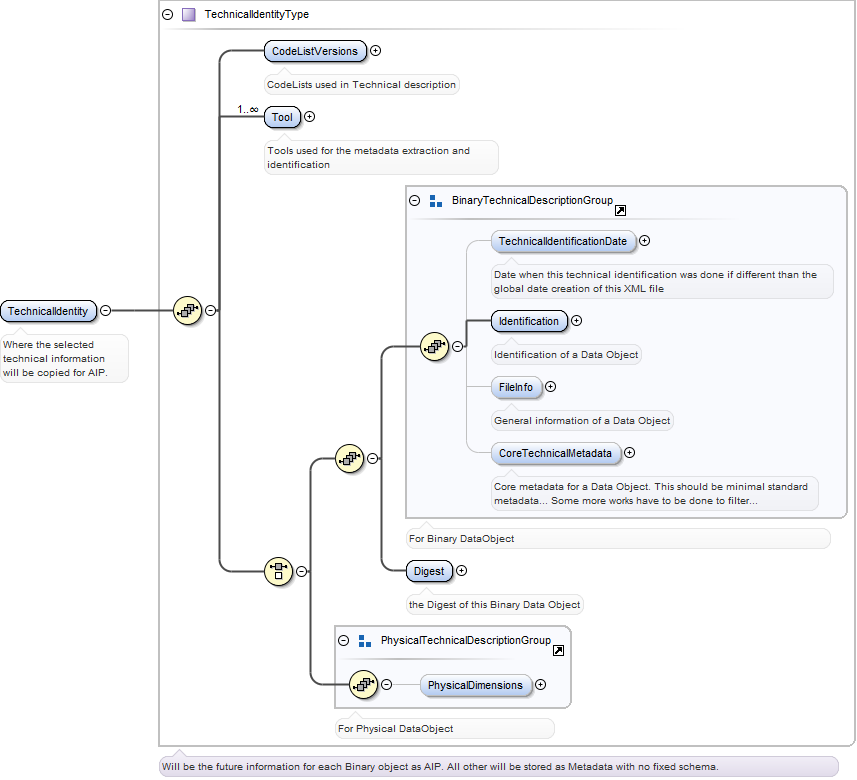 TechnicalIdentityType
CodeListVersions
CodeLists used in Technical description
1..∞
Tool
Tools used for the metadata extraction and
identification
BinaryTechnicalDescriptionGroup
TechnicalIdentificationDate
Date when this technical identification was done if different than the
global date creation of this XML file
TechnicalIdentity
Where the selected
technical information
will be copied for AIP.
Identification
Identification of a Data Object
FileInfo
General information of a Data Object
CoreTechnicalMetadata
Core metadata for a Data Object. This should be minimal standard
metadata... Some more works have to be done to filter...
For Binary DataObject
Digest
the Digest of this Binary Data Object
PhysicalTechnicalDescriptionGroup
PhysicalDimensions
For Physical DataObject
Will be the future information for each Binary object as AIP. All other will be stored as Metadata with no fixed schema.